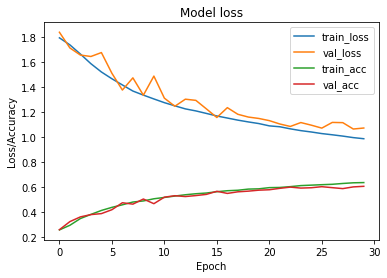 Model loss
train_loss
val_loss
train_acc
val_acc
1.8
1.6
1.4
1.2
1.0
0.8
0.6
0.4
0.2
Loss/Accuracy
0
5
10
15
20
25
30
Epoch